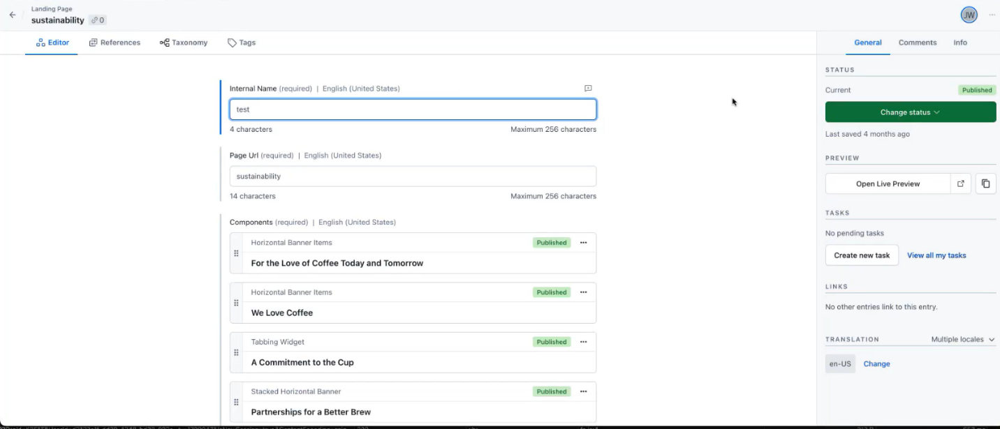 Landing Page
sustainability 0
JW
Editor References Taxonomy Tags
General Comments Info
Internal Name (required) | English (United States)
test
4 characters Maximum 256 characters
Page Url (required) | English (United States)
sustainability
14 characters Maximum 256 characters
Components (required) | English (United States)
Horizontal Banner Items Published
For the Love of Coffee Today and Tomorrow
Horizontal Banner Items Published
We Love Coffee
Tabbing Widget Published
A Commitment to the Cup
Stacked Horizontal Banner Published
Partnerships for a Better Brew
STATUS
Current Published
Change status
Last saved 4 months ago
PREVIEW
Open Live Preview
TASKS
No pending tasks
Create new task View all my tasks
LINKS
No other entries link to this entry.
TRANSLATION Multiple locales
en-US Change